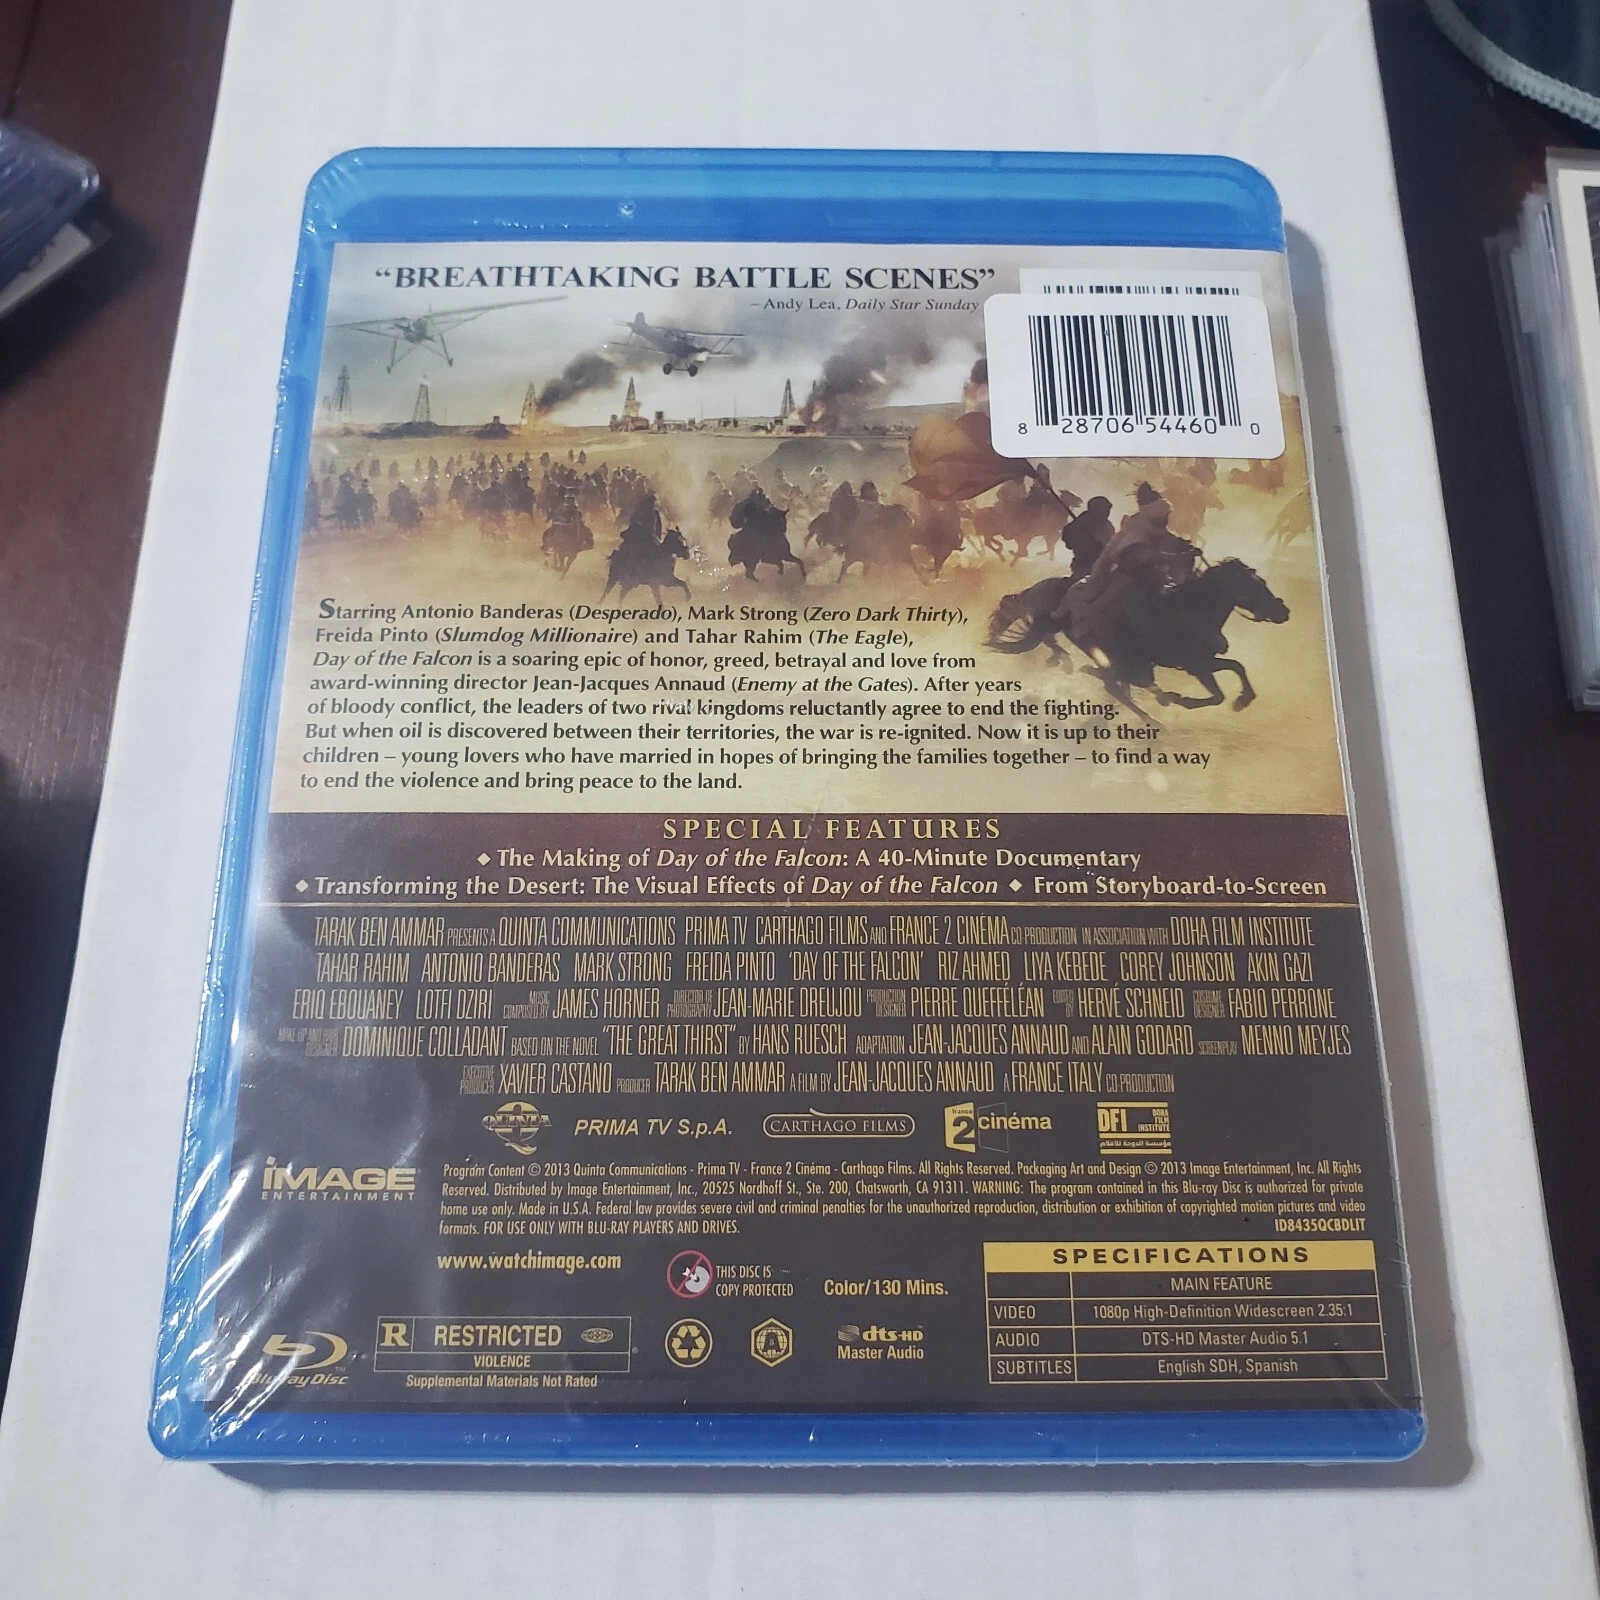 “BREATHTAKING BATTLE SCENES”
– Andy Lea, Daily Star Sunday
8 28706 54460 0
Starring Antonio Banderas (Desperado), Mark Strong (Zero Dark Thirty),
Freida Pinto (Slumdog Millionaire) and Tahar Rahim (The Eagle),
Day of the Falcon is a soaring epic of honor, greed, betrayal and love from
award-winning director Jean-Jacques Annaud (Enemy at the Gates). After years
of bloody conflict, the leaders of two rival kingdoms reluctantly agree to end the fighting.
But when oil is discovered between their territories, the war is re-ignited. Now it is up to their
children – young lovers who have married in hopes of bringing the families together – to find a way
to end the violence and bring peace to the land.
SPECIAL FEATURES
◆ The Making of Day of the Falcon: A 40-Minute Documentary
◆ Transforming the Desert: The Visual Effects of Day of the Falcon ◆ From Storyboard-to-Screen
TARAK BEN AMMAR PRESENTS A QUINTA COMMUNICATIONS PRIMA TV CARTHAGO FILMS AND FRANCE 2 CINÉMA CO PRODUCTION IN ASSOCIATION WITH DOHA FILM INSTITUTE
TAHAR RAHIM ANTONIO BANDERAS MARK STRONG FREIDA PINTO ‘DAY OF THE FALCON’ RIZ AHMED LIYA KEBEDE COREY JOHNSON AKIN GAZI
ERIQ EBOUANEY LOTFI DZIRI MUSIC COMPOSED BY JAMES HORNER DIRECTOR OF PHOTOGRAPHY JEAN-MARIE DREUJOU PRODUCTION DESIGNER PIERRE QUEFFÉLÉAN EDITED BY HERVÉ SCHNEID COSTUME DESIGNER FABIO PERRONE
MAKE UP AND HAIR DESIGNER DOMINIQUE COLLADANT BASED ON THE NOVEL “THE GREAT THIRST” BY HANS RUESCH ADAPTATION JEAN-JACQUES ANNAUD AND ALAIN GODARD SCREENPLAY MENNO MEYJES
EXECUTIVE PRODUCER XAVIER CASTANO PRODUCER TARAK BEN AMMAR A FILM BY JEAN-JACQUES ANNAUD A FRANCE ITALY CO PRODUCTION
QUINTA PRIMA TV S.p.A. CARTHAGO FILMS france 2 cinéma DFI DOHA FILM INSTITUTE مؤسسة الدوحة للأفلام
iMAGE
ENTERTAINMENT
Program Content © 2013 Quinta Communications - Prima TV - France 2 Cinéma - Carthago Films. All Rights Reserved. Packaging Art and Design © 2013 Image Entertainment, Inc. All Rights
Reserved. Distributed by Image Entertainment, Inc., 20525 Nordhoff St., Ste. 200, Chatsworth, CA 91311. WARNING: The program contained in this Blu-ray Disc is authorized for private
home use only. Made in U.S.A. Federal law provides severe civil and criminal penalties for the unauthorized reproduction, distribution or exhibition of copyrighted motion pictures and video
formats. FOR USE ONLY WITH BLU-RAY PLAYERS AND DRIVES. ID8435QCBDLIT
www.watchimage.com
THIS DISC IS
COPY PROTECTED
Color/130 Mins.
SPECIFICATIONS
MAIN FEATURE
VIDEO 1080p High-Definition Widescreen 2.35:1
AUDIO DTS-HD Master Audio 5.1
SUBTITLES English SDH, Spanish
Blu-ray Disc™
R RESTRICTED
VIOLENCE
Supplemental Materials Not Rated
dts-HD
Master Audio